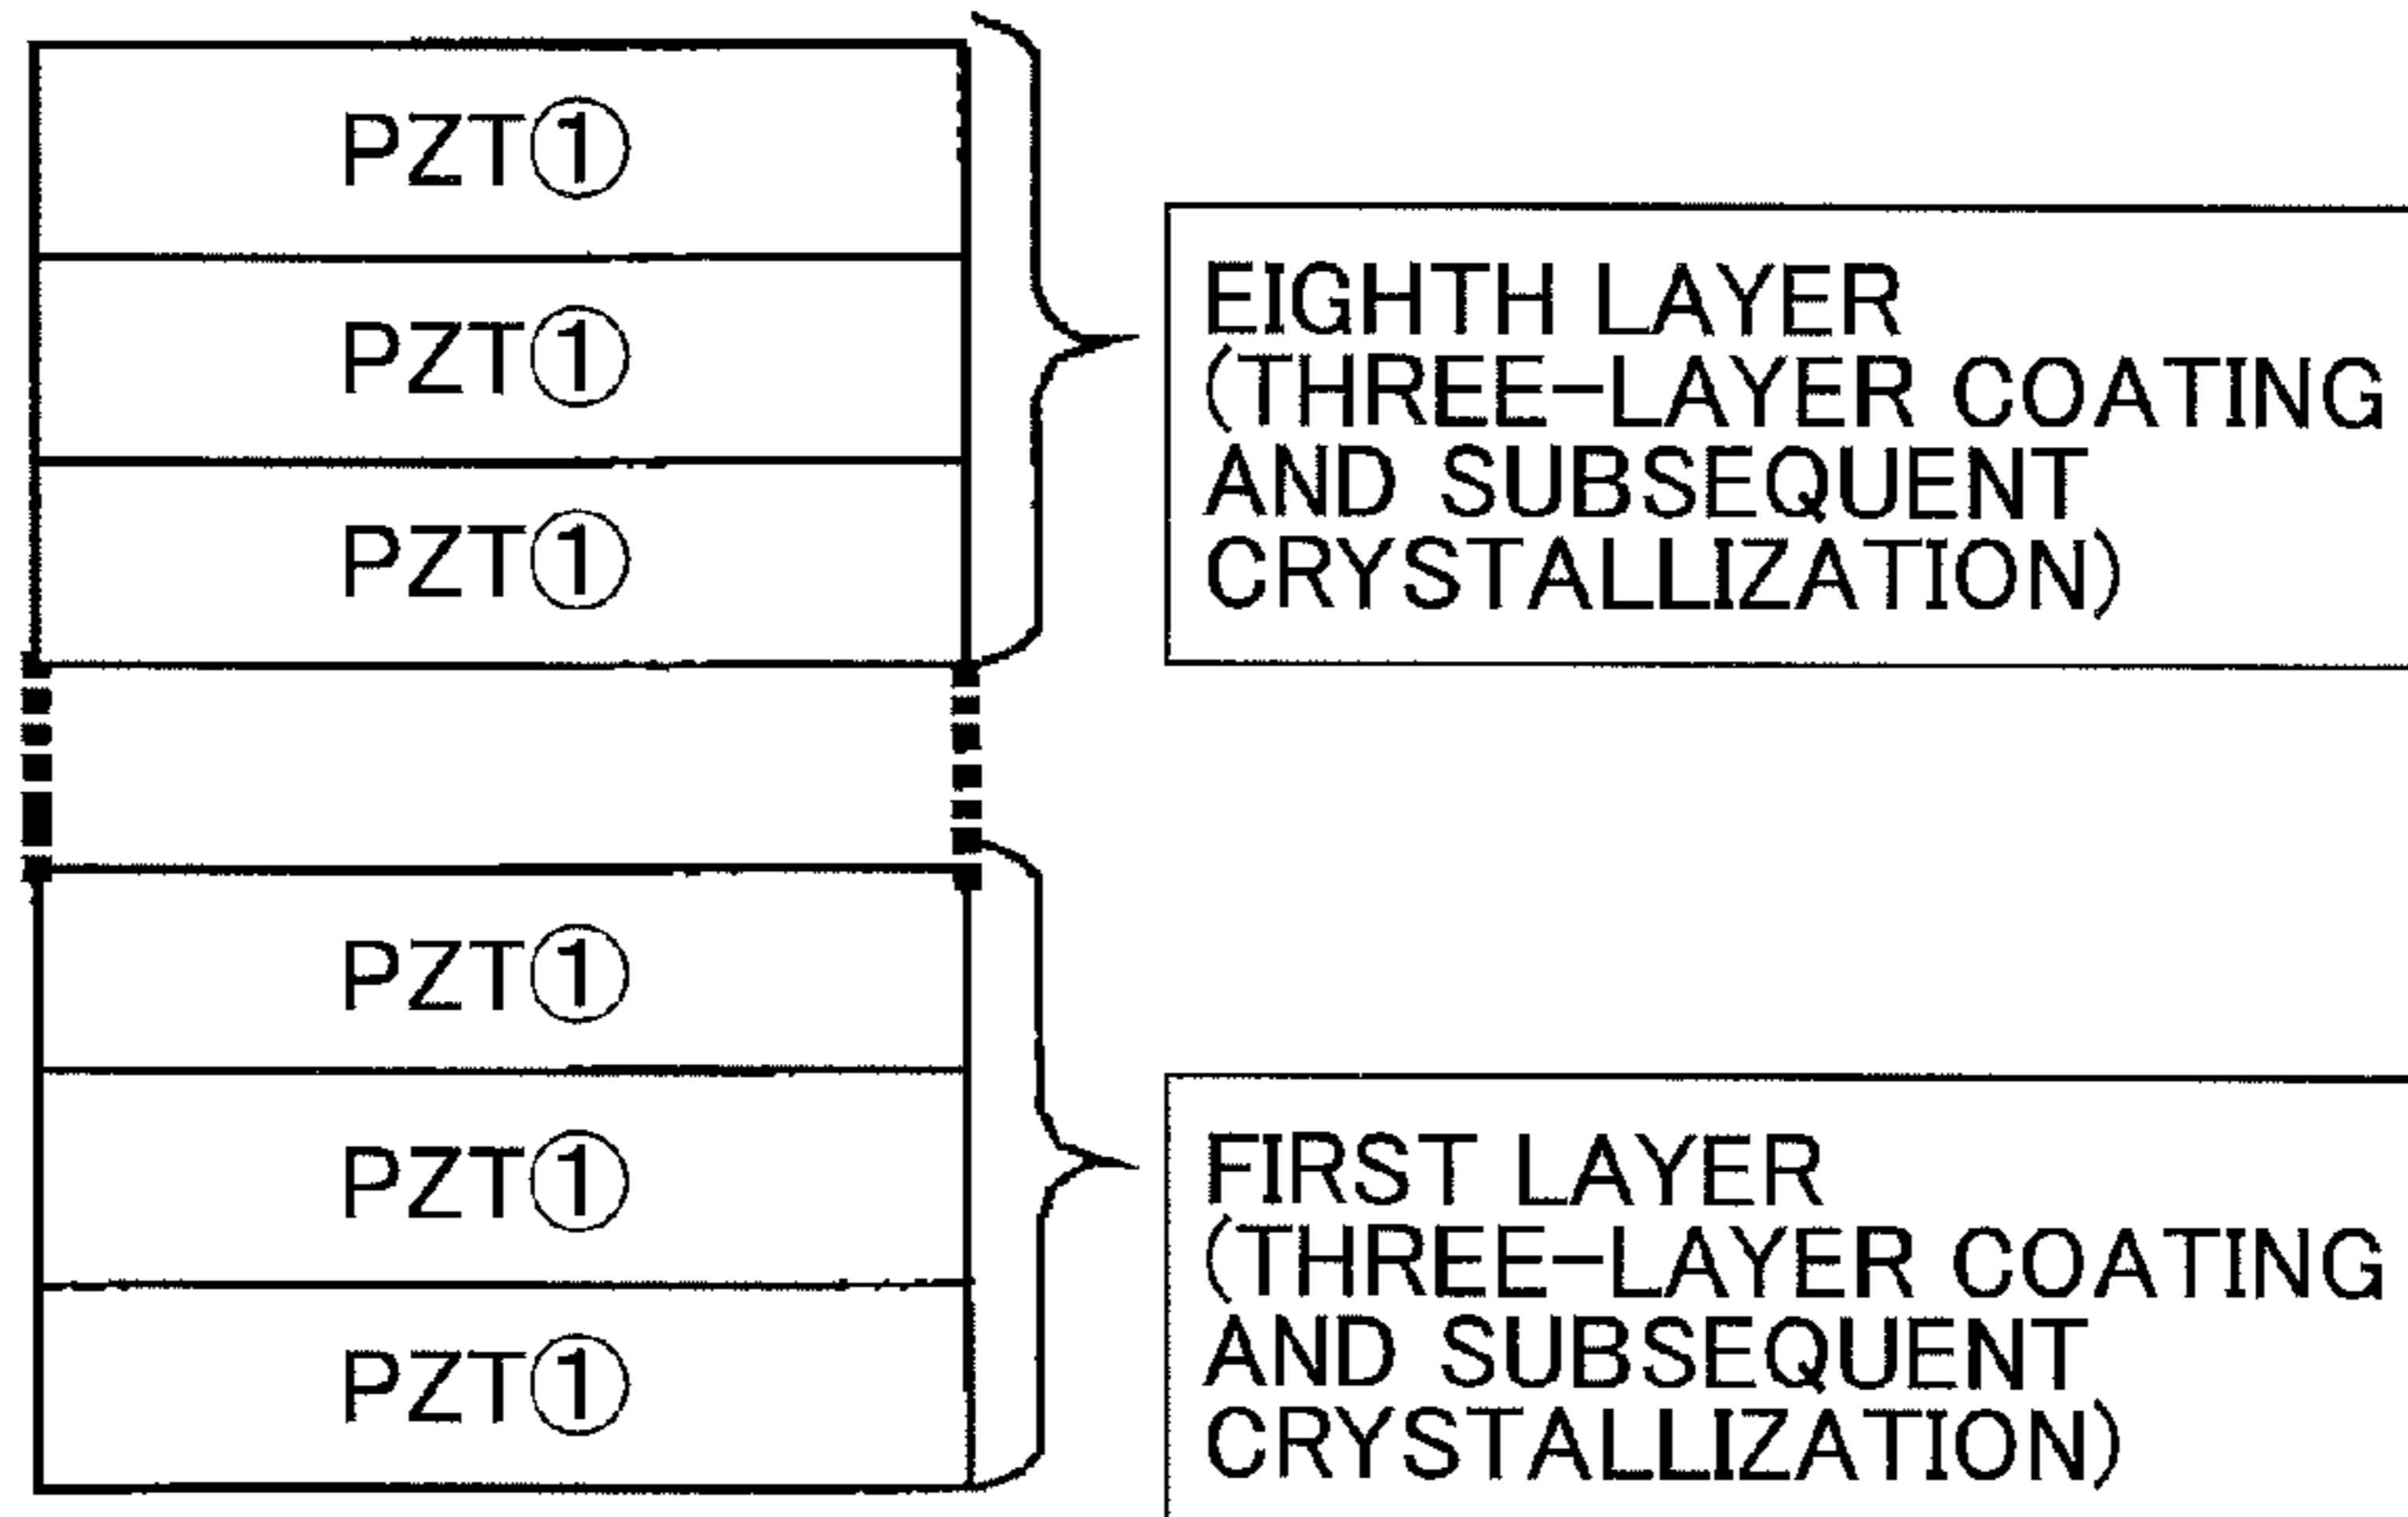 PZT①
PZT①
PZT①
EIGHTH LAYER
(THREE-LAYER COATING
AND SUBSEQUENT
CRYSTALLIZATION)
PZT①
PZT①
PZT①
FIRST LAYER
(THREE-LAYER COATING
AND SUBSEQUENT
CRYSTALLIZATION)